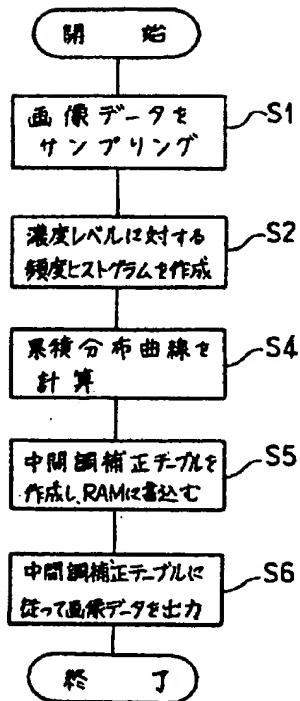 開始
画像データを
サンプリング
S1
濃度レベルに対する
頻度ヒストグラムを作成
S2
累積分布曲線を
計算
S4
中間調補正テーブルを
作成し、RAMに書込む
S5
中間調補正テーブルに
従って画像データを出力
S6
終了